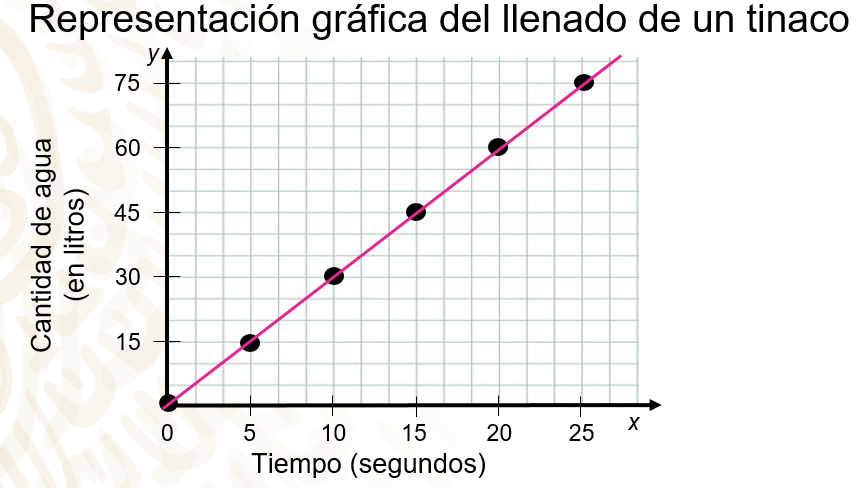 Representación gráfica del llenado de un tinaco
y
75
60
45
30
15
Cantidad de agua
(en litros)
0 5 10 15 20 25 x
Tiempo (segundos)